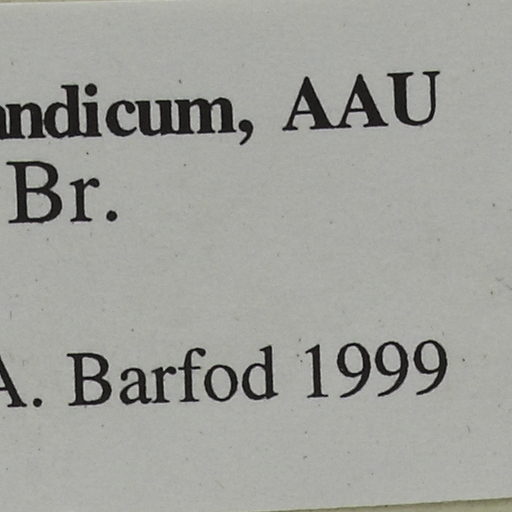 andicum, AAU
Br.
A. Barfod 1999